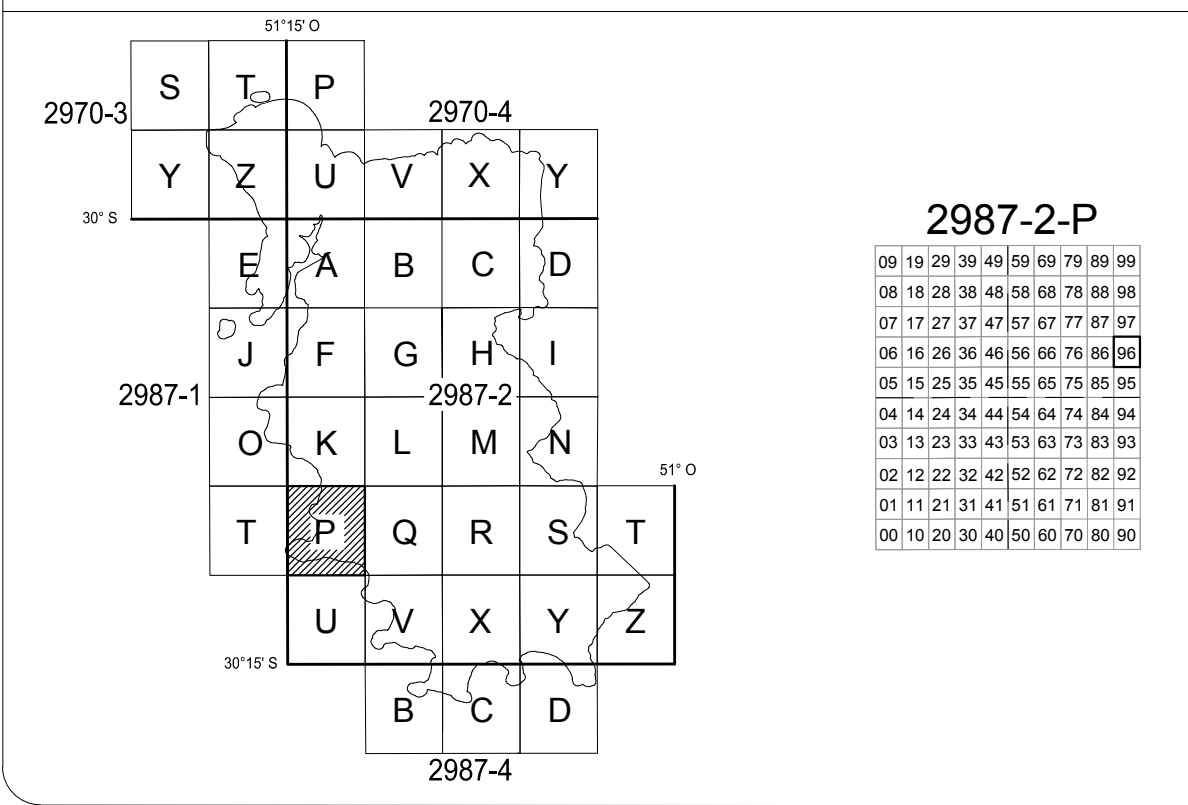 51°15' O
S T P
2970-3 2970-4
Y Z U V X Y
30° S
E A B C D
J F G H I
2987-1 2987-2
O K L M N
51° O
T P Q R S T
U V X Y Z
30°15' S
B C D
2987-4
2987-2-P
09 19 29 39 49 59 69 79 89 99
08 18 28 38 48 58 68 78 88 98
07 17 27 37 47 57 67 77 87 97
06 16 26 36 46 56 66 76 86 96
05 15 25 35 45 55 65 75 85 95
04 14 24 34 44 54 64 74 84 94
03 13 23 33 43 53 63 73 83 93
02 12 22 32 42 52 62 72 82 92
01 11 21 31 41 51 61 71 81 91
00 10 20 30 40 50 60 70 80 90